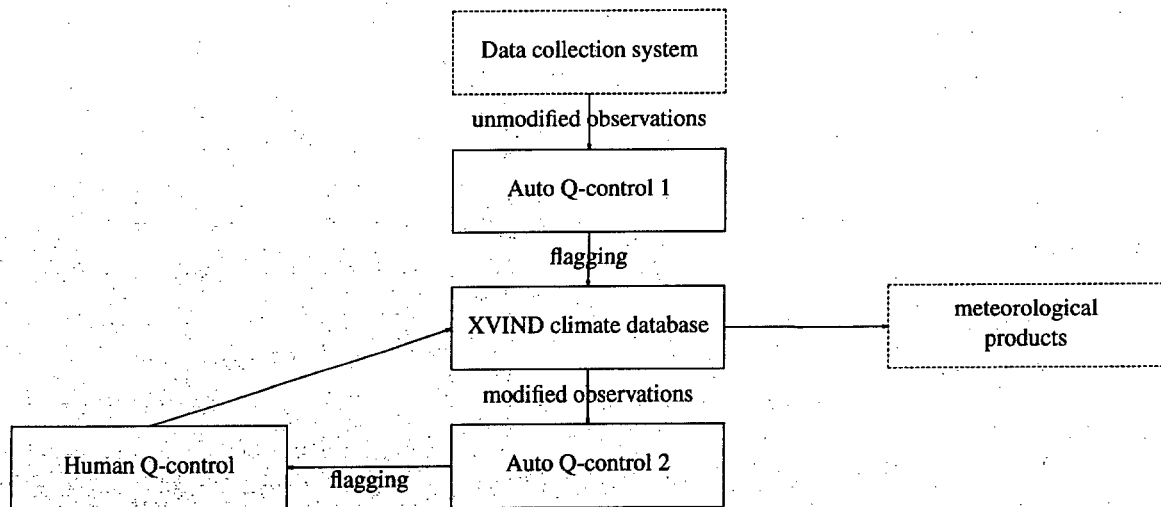 Data collection system
unmodified observations
Auto Q-control 1
flagging
XVIND climate database
meteorological
products
modified observations
Human Q-control
flagging
Auto Q-control 2